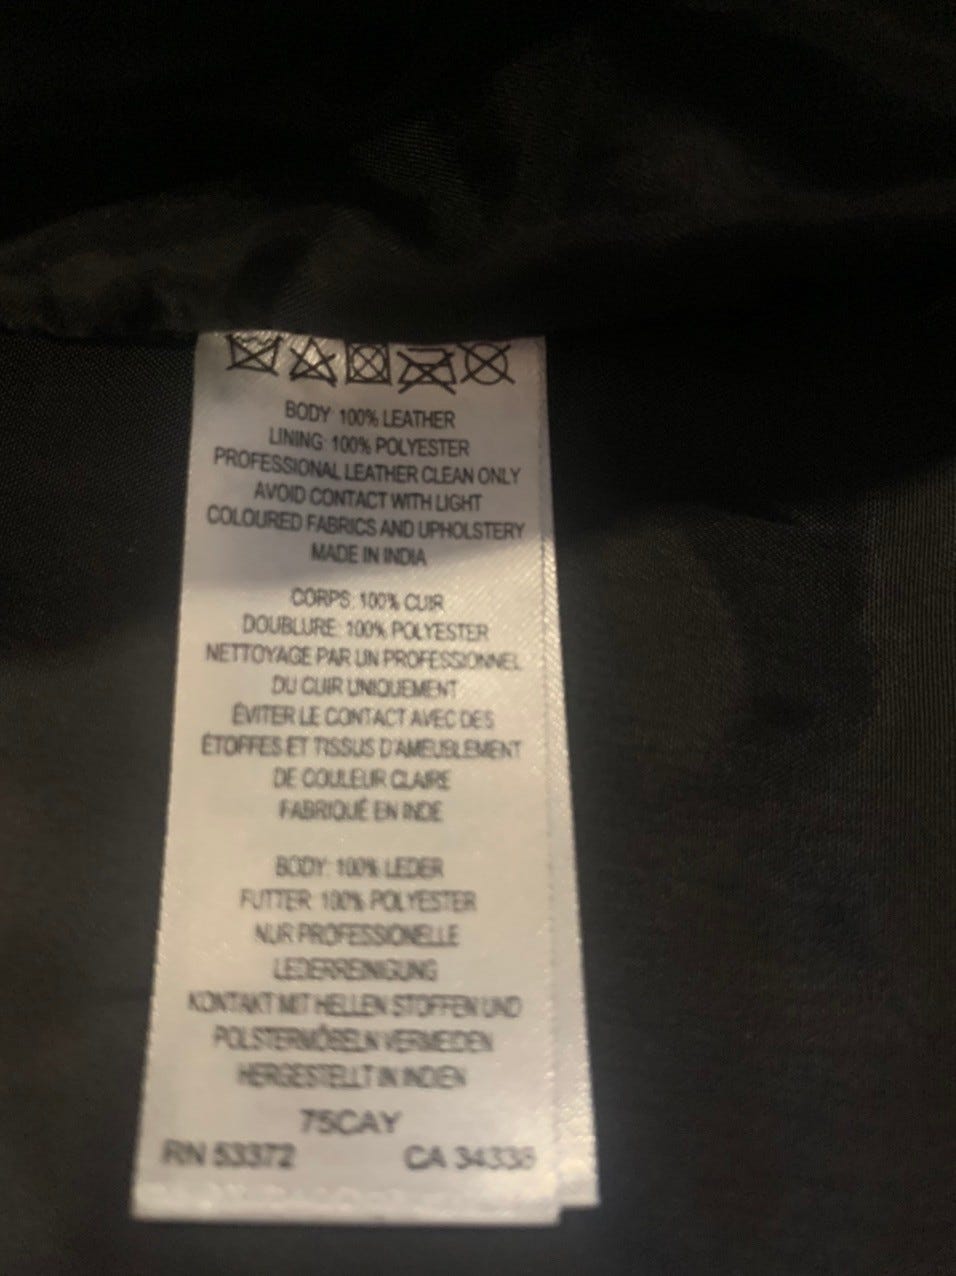 BODY: 100% LEATHER
LINING: 100% POLYESTER
PROFESSIONAL LEATHER CLEAN ONLY
AVOID CONTACT WITH LIGHT
COLOURED FABRICS AND UPHOLSTERY
MADE IN INDIA
CORPS: 100% CUIR
DOUBLURE: 100% POLYESTER
NETTOYAGE PAR UN PROFESSIONNEL
DU CUIR UNIQUEMENT
ÉVITER LE CONTACT AVEC DES
ÉTOFFES ET TISSUS D'AMEUBLEMENT
DE COULEUR CLAIRE
FABRIQUÉ EN INDE
BODY: 100% LEDER
FUTTER: 100% POLYESTER
NUR PROFESSIONELLE
LEDERREINIGUNG
KONTAKT MIT HELLEN STOFFEN UND
POLSTERMÖBELN VERMEIDEN
HERGESTELLT IN INDIEN
75CAY
RN 53372 CA 34338